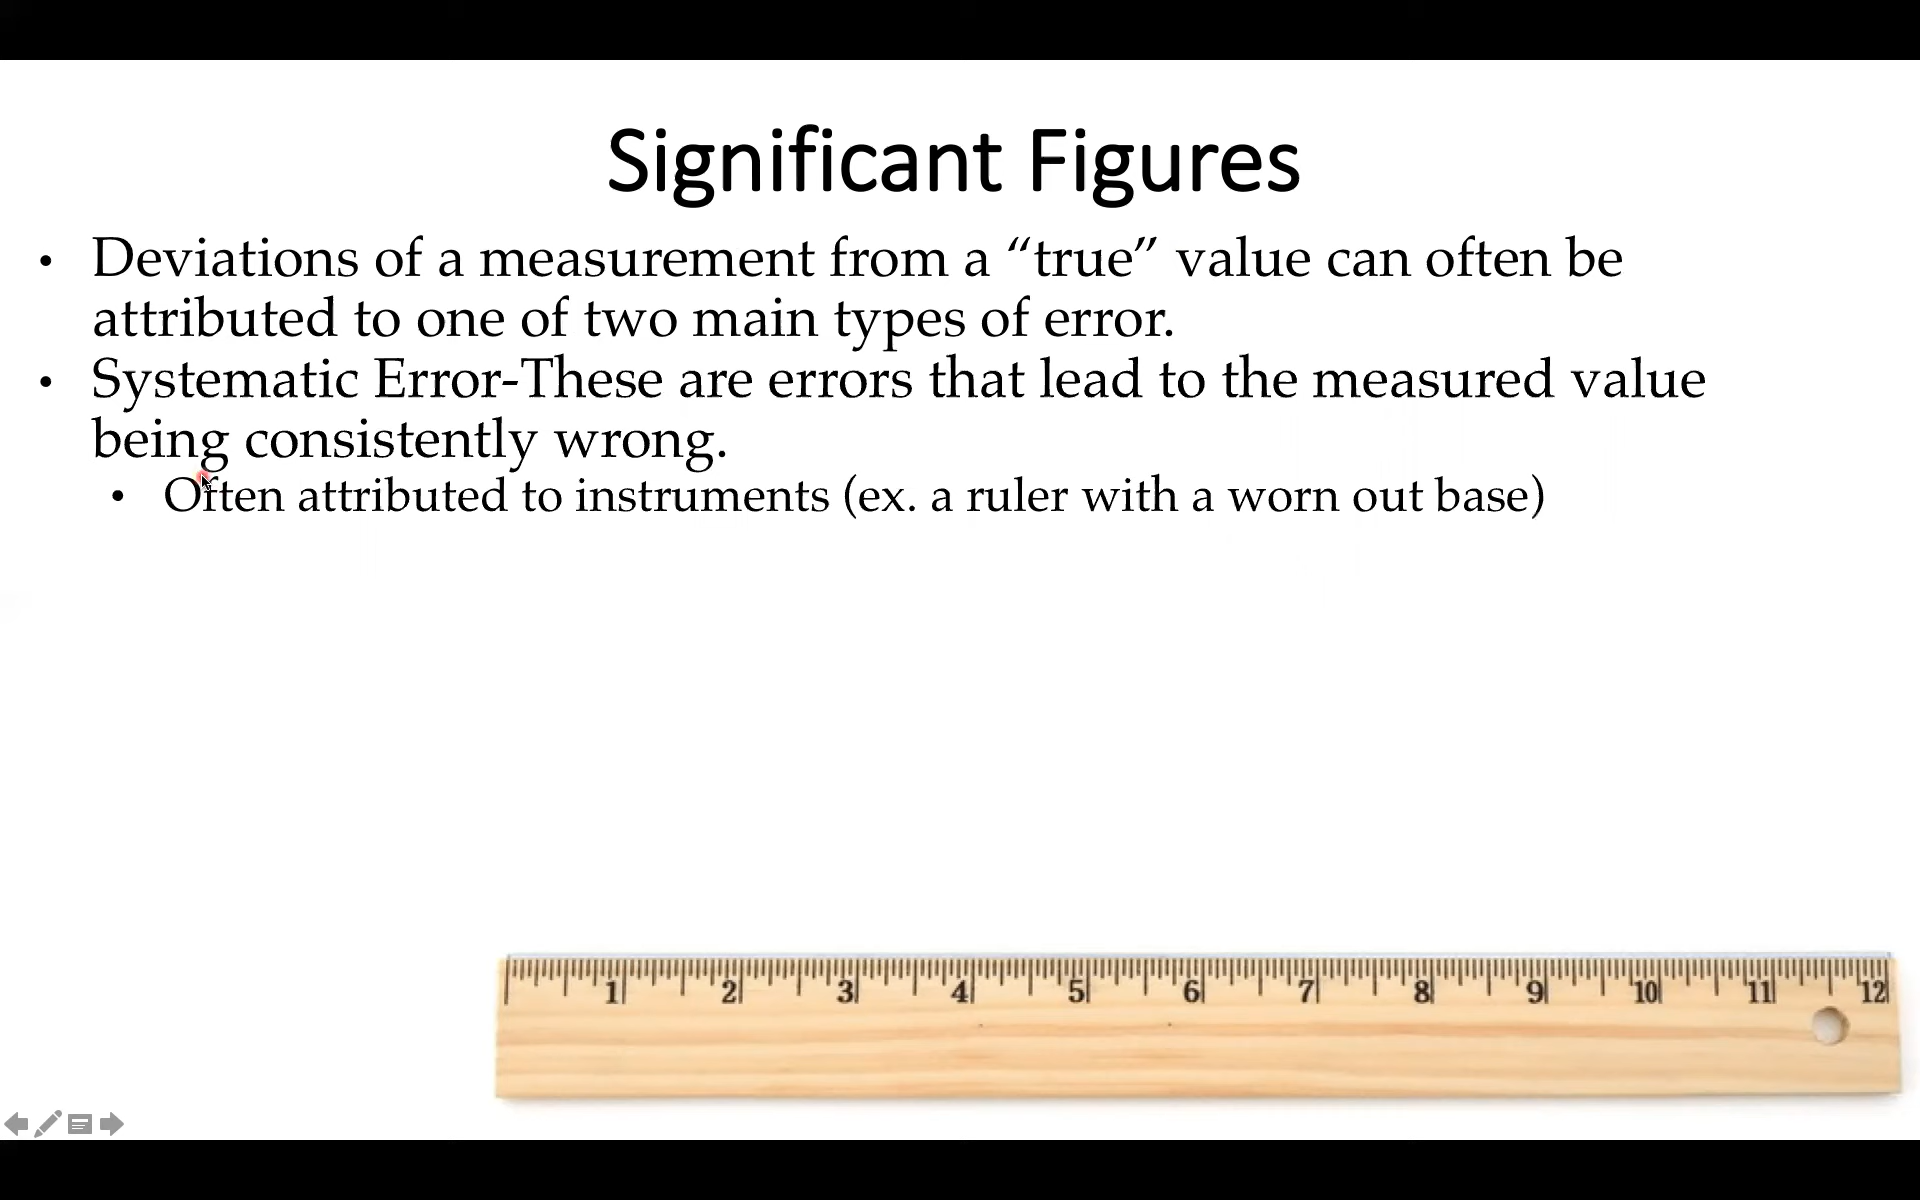 Significant Figures
• Deviations of a measurement from a “true” value can often be
attributed to one of two main types of error.
• Systematic Error-These are errors that lead to the measured value
being consistently wrong.
• Often attributed to instruments (ex. a ruler with a worn out base)
1 2 3 4 5 6 7 8 9 10 11 12